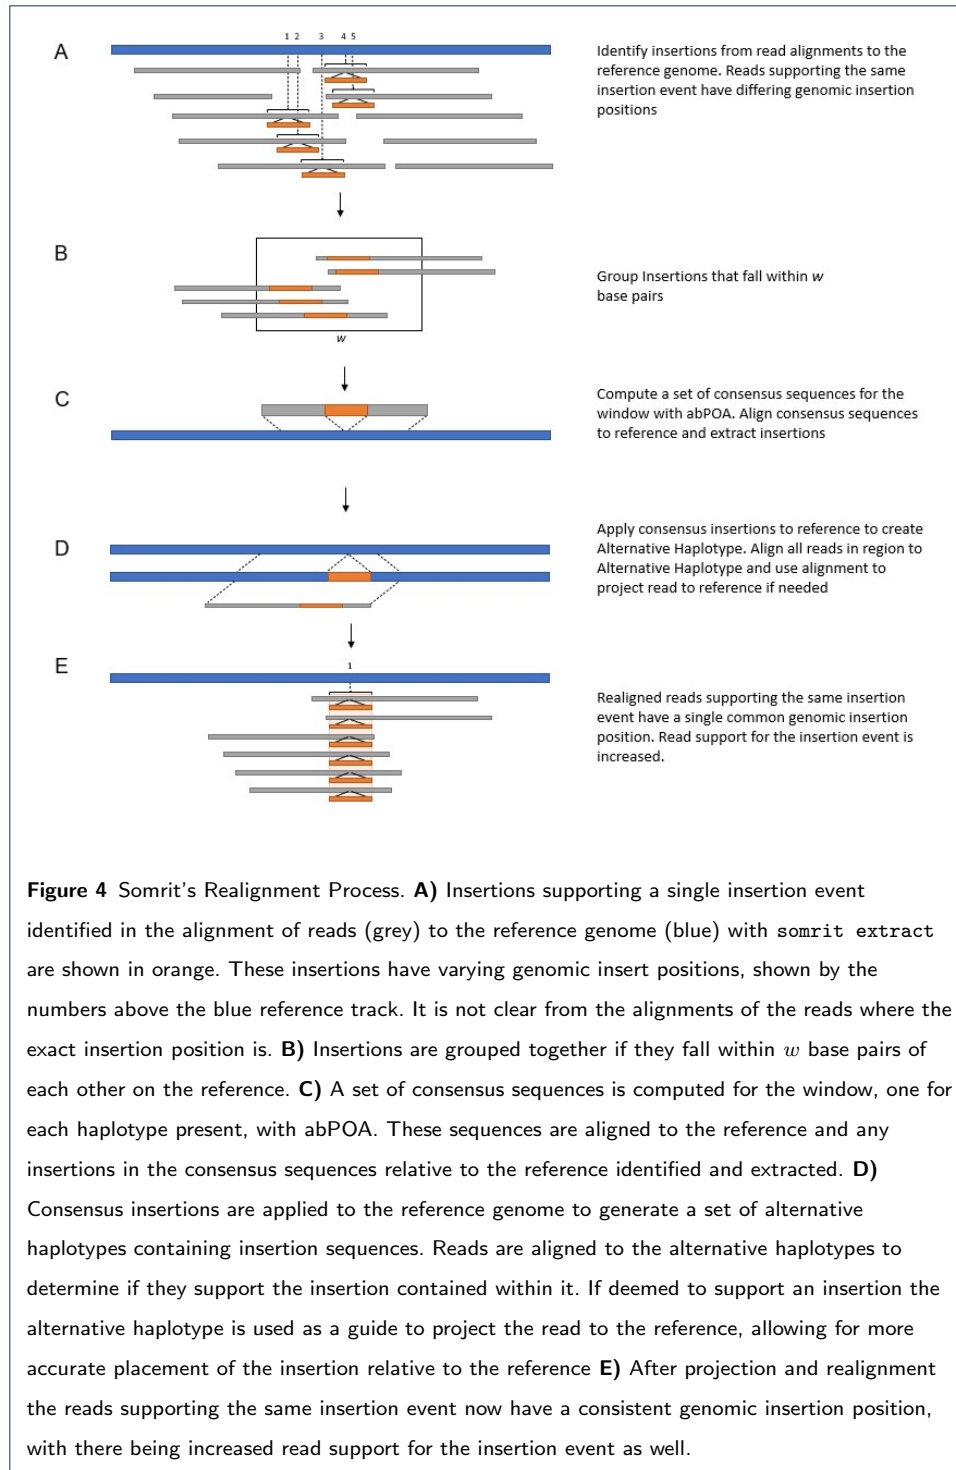 1 2 3 4 5
A
Identify insertions from read alignments to the
reference genome. Reads supporting the same
insertion event have differing genomic insertion
positions
B
Group Insertions that fall within w
base pairs
w
C
Compute a set of consensus sequences for the
window with abPOA. Align consensus sequences
to reference and extract insertions
D
Apply consensus insertions to reference to create
Alternative Haplotype. Align all reads in region to
Alternative Haplotype and use alignment to
project read to reference if needed
E
1
Realigned reads supporting the same insertion
event have a single common genomic insertion
position. Read support for the insertion event is
increased.
Figure 4 Somrit's Realignment Process. A) Insertions supporting a single insertion event
identified in the alignment of reads (grey) to the reference genome (blue) with somrit extract
are shown in orange. These insertions have varying genomic insert positions, shown by the
numbers above the blue reference track. It is not clear from the alignments of the reads where the
exact insertion position is. B) Insertions are grouped together if they fall within w base pairs of
each other on the reference. C) A set of consensus sequences is computed for the window, one for
each haplotype present, with abPOA. These sequences are aligned to the reference and any
insertions in the consensus sequences relative to the reference identified and extracted. D)
Consensus insertions are applied to the reference genome to generate a set of alternative
haplotypes containing insertion sequences. Reads are aligned to the alternative haplotypes to
determine if they support the insertion contained within it. If deemed to support an insertion the
alternative haplotype is used as a guide to project the read to the reference, allowing for more
accurate placement of the insertion relative to the reference E) After projection and realignment
the reads supporting the same insertion event now have a consistent genomic insertion position,
with there being increased read support for the insertion event as well.